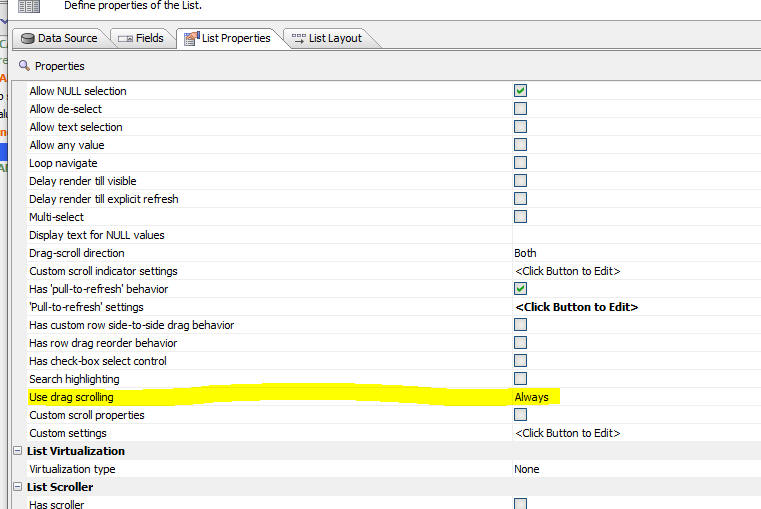 Define properties of the List.
Data Source Fields List Properties List Layout
Properties
Allow NULL selection
Allow de-select
Allow text selection
Allow any value
Loop navigate
Delay render till visible
Delay render till explicit refresh
Multi-select
Display text for NULL values
Drag-scroll direction Both
Custom scroll indicator settings <Click Button to Edit>
Has 'pull-to-refresh' behavior
'Pull-to-refresh' settings <Click Button to Edit>
Has custom row side-to-side drag behavior
Has row drag reorder behavior
Has check-box select control
Search highlighting
Use drag scrolling Always
Custom scroll properties
Custom settings <Click Button to Edit>
List Virtualization
Virtualization type None
List Scroller
Has scroller